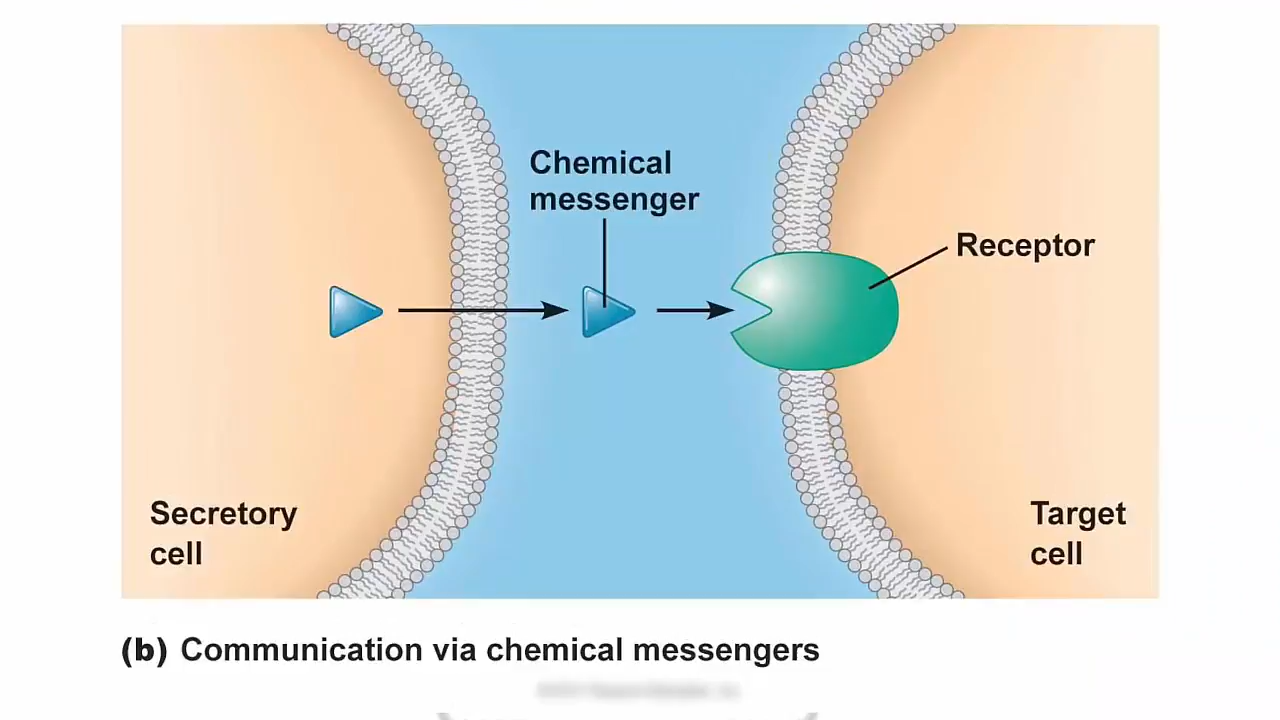 Chemical
messenger
Receptor
Secretory
cell
Target
cell
(b) Communication via chemical messengers